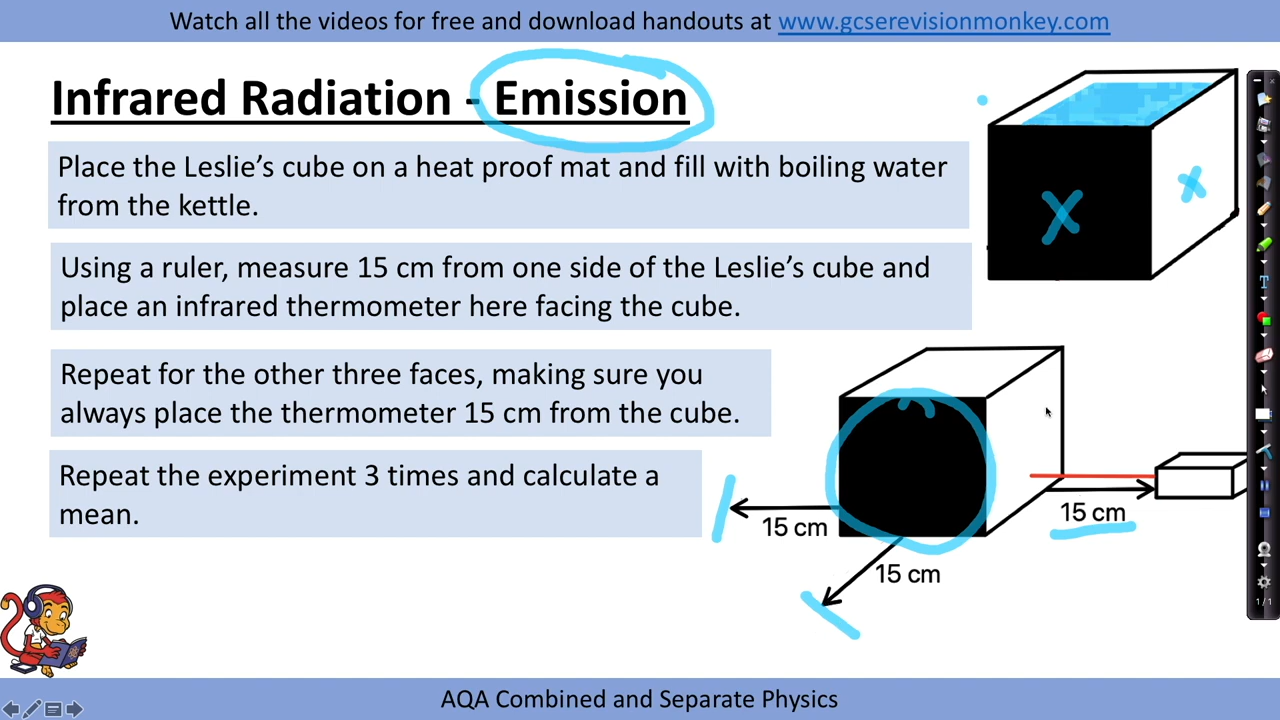 Watch all the videos for free and download handouts at www.gcserevisionmonkey.com
Infrared Radiation - Emission
Place the Leslie’s cube on a heat proof mat and fill with boiling water
from the kettle.
Using a ruler, measure 15 cm from one side of the Leslie’s cube and
place an infrared thermometer here facing the cube.
Repeat for the other three faces, making sure you
always place the thermometer 15 cm from the cube.
Repeat the experiment 3 times and calculate a
mean.
X
X
15 cm
15 cm
15 cm
T
1/1
AQA Combined and Separate Physics